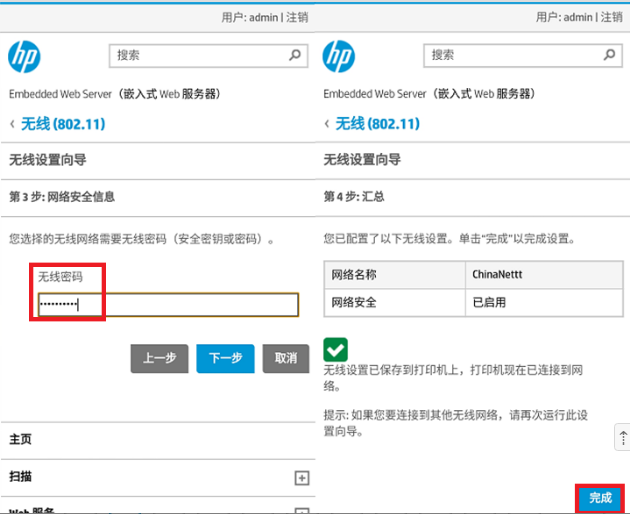 用户: admin | 注销
hp
搜索
Embedded Web Server（嵌入式 Web 服务器）
‹ 无线 (802.11)
无线设置向导
第 3 步: 网络安全信息
您选择的无线网络需要无线密码（安全密钥或密码）。
无线密码
••••••••••
上一步 下一步 取消
主页
扫描
Web 服务
用户: admin | 注销
hp
搜索
Embedded Web Server（嵌入式 Web 服务器）
‹ 无线 (802.11)
无线设置向导
第 4 步: 汇总
您已配置了以下无线设置。单击“完成”以完成设置。
网络名称 ChinaNettt
网络安全 已启用
无线设置已保存到打印机上，打印机现在已连接到网
络。
提示: 如果您要连接到其他无线网络，请再次运行此设
置向导。
完成